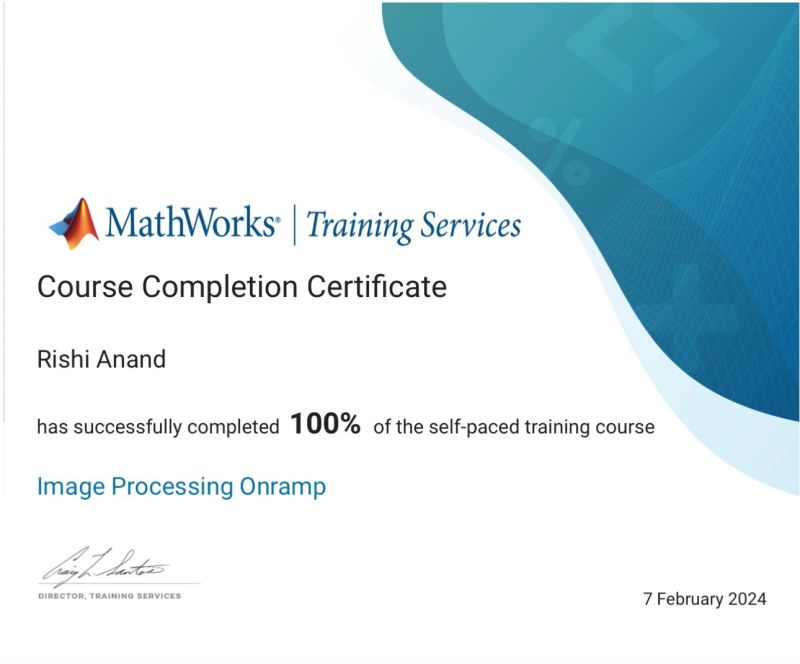 MathWorks® | Training Services
Course Completion Certificate
Rishi Anand
has successfully completed 100% of the self-paced training course
Image Processing Onramp
Craig L. Santos
DIRECTOR, TRAINING SERVICES
7 February 2024